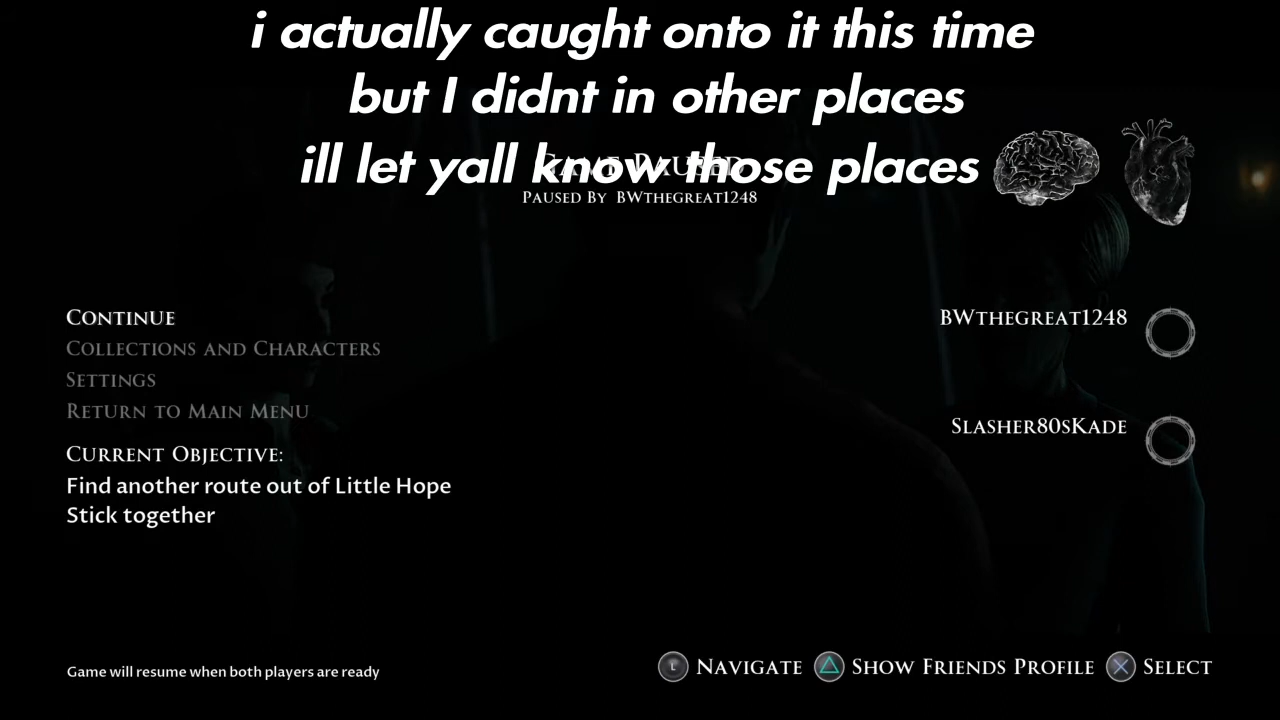 i actually caught onto it this time
but I didnt in other places
ill let yall know those places
GAME PAUSED
PAUSED BY BWTHEGREAT1248
CONTINUE
COLLECTIONS AND CHARACTERS
SETTINGS
RETURN TO MAIN MENU
CURRENT OBJECTIVE:
Find another route out of Little Hope
Stick together
BWTHEGREAT1248
SLASHER80SKADE
Game will resume when both players are ready
L NAVIGATE SHOW FRIENDS PROFILE SELECT